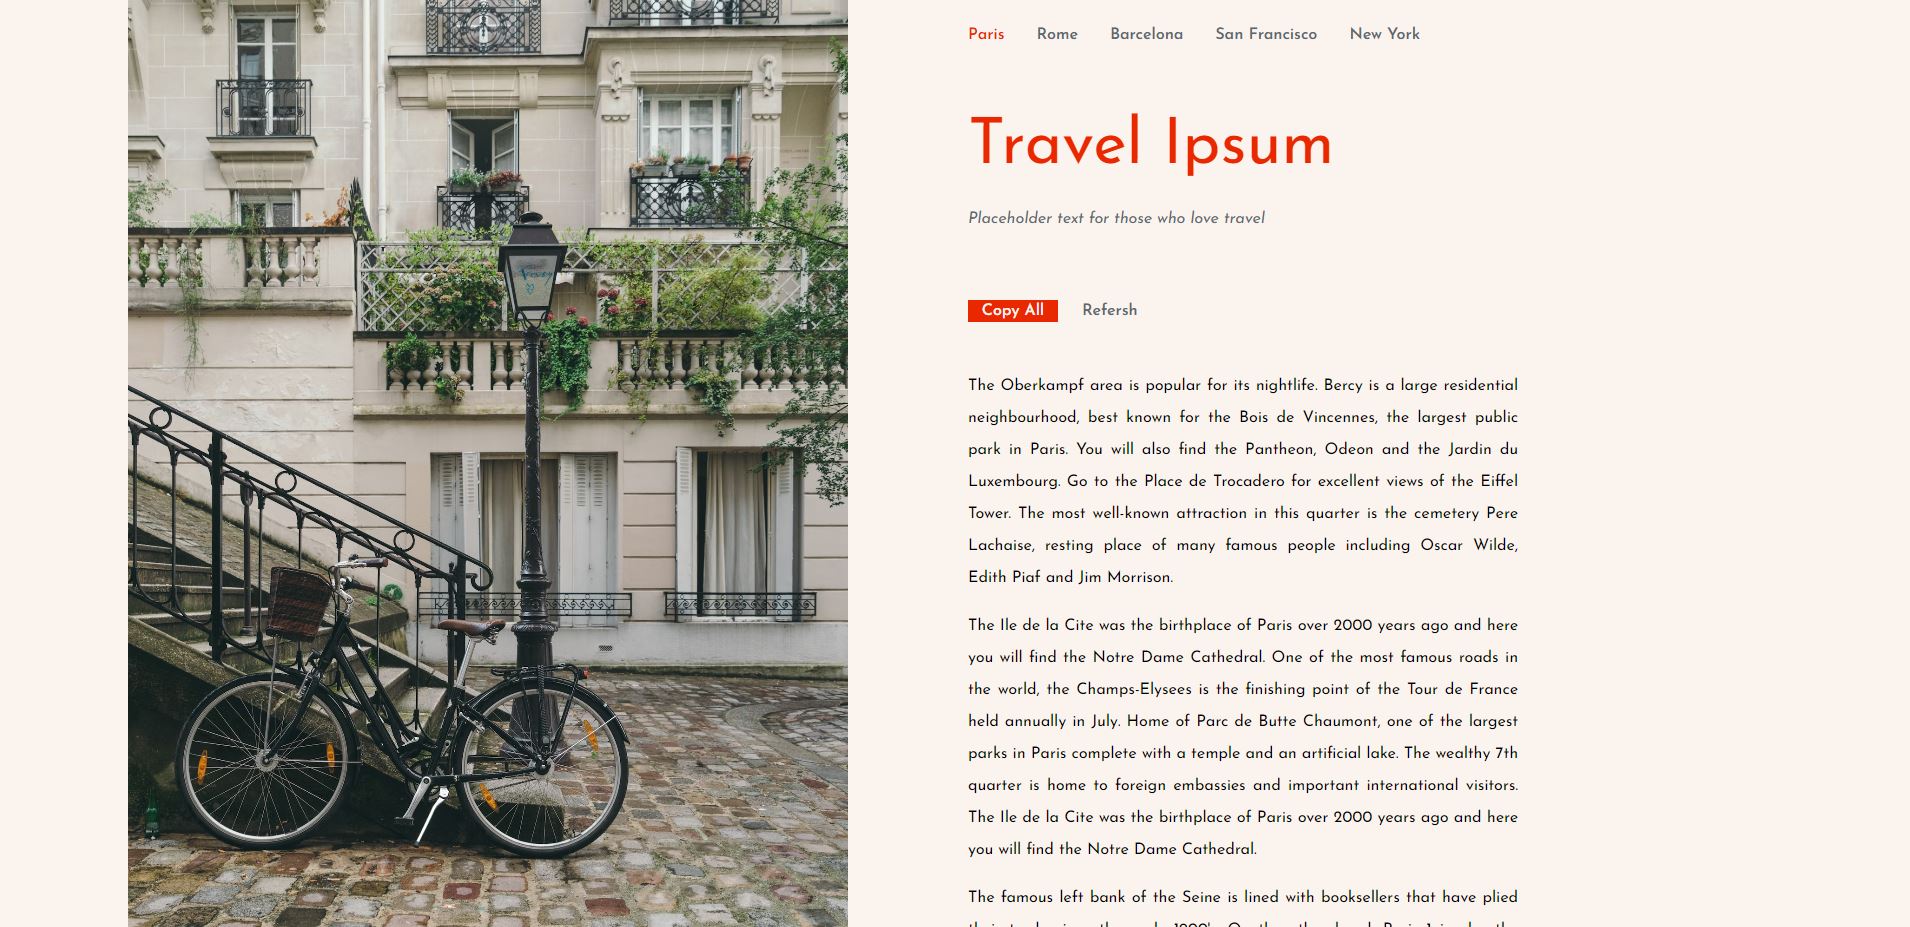 Paris Rome Barcelona San Francisco New York
Travel Ipsum
Placeholder text for those who love travel
Copy All Refersh
The Oberkampf area is popular for its nightlife. Bercy is a large residential
neighbourhood, best known for the Bois de Vincennes, the largest public
park in Paris. You will also find the Pantheon, Odeon and the Jardin du
Luxembourg. Go to the Place de Trocadero for excellent views of the Eiffel
Tower. The most well-known attraction in this quarter is the cemetery Pere
Lachaise, resting place of many famous people including Oscar Wilde,
Edith Piaf and Jim Morrison.
The Ile de la Cite was the birthplace of Paris over 2000 years ago and here
you will find the Notre Dame Cathedral. One of the most famous roads in
the world, the Champs-Elysees is the finishing point of the Tour de France
held annually in July. Home of Parc de Butte Chaumont, one of the largest
parks in Paris complete with a temple and an artificial lake. The wealthy 7th
quarter is home to foreign embassies and important international visitors.
The Ile de la Cite was the birthplace of Paris over 2000 years ago and here
you will find the Notre Dame Cathedral.
The famous left bank of the Seine is lined with booksellers that have plied